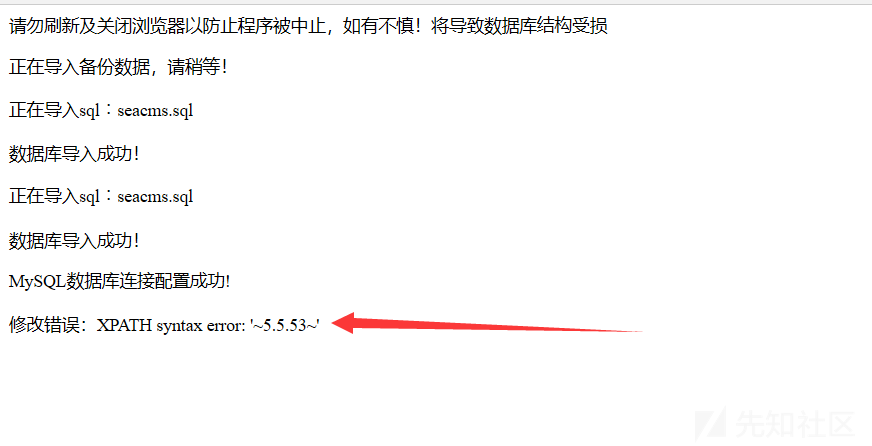 请勿刷新及关闭浏览器以防止程序被中止，如有不慎！将导致数据库结构受损
正在导入备份数据，请稍等！
正在导入sql：seacms.sql
数据库导入成功！
正在导入sql：seacms.sql
数据库导入成功！
MySQL数据库连接配置成功!
修改错误：XPATH syntax error: '~5.5.53~'
先知社区